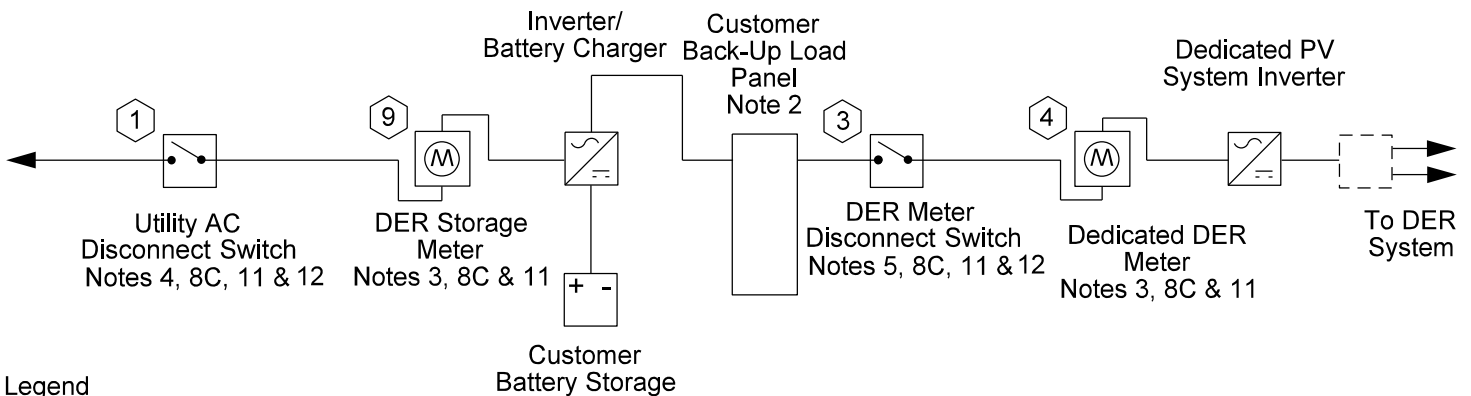 Inverter/
Battery Charger
Customer
Back-Up Load
Panel
Note 2
Dedicated PV
System Inverter
1
9
3
4
M
M
Utility AC
Disconnect Switch
Notes 4, 8C, 11 & 12
DER Storage
Meter
Notes 3, 8C & 11
DER Meter
Disconnect Switch
Notes 5, 8C, 11 & 12
Dedicated DER
Meter
Notes 3, 8C & 11
To DER
System
+ -
Customer
Battery Storage
Legend